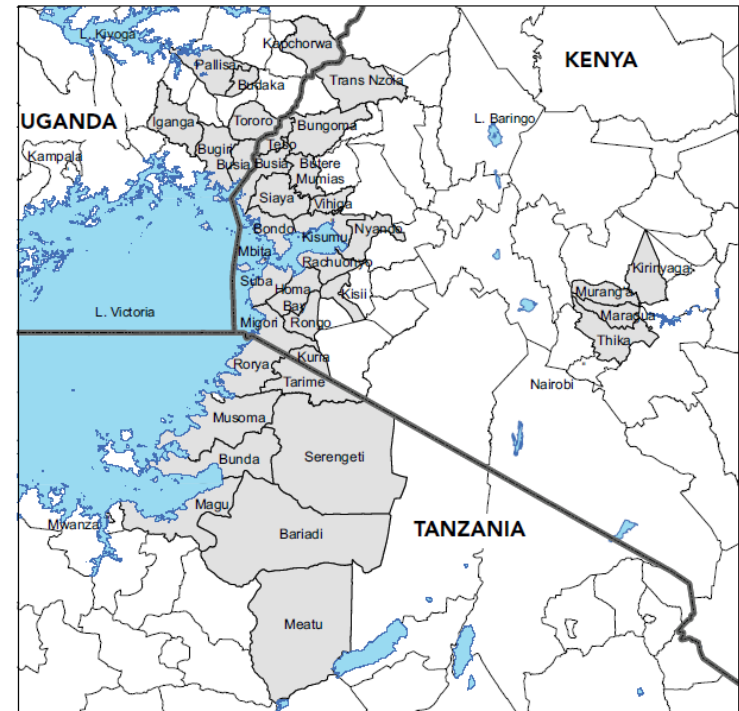 L. Kiyoga
Kapchorwa
KENYA
Pallisa
Trans Nzoia
Budaka
L. Baringo
UGANDA
Iganga
Tororo
Bungoma
Teso
Bugiri
Kampala
Busia
Busia
Butere
Mumias
Siaya
Vihiga
Bondo
Nyando
Kisumu
Mbita
Rachuonyo
Kirinyaga
Suba
Homa
Bay
Kisii
Murang'a
L. Victoria
Maragua
Migori
Rongo
Thika
Kuria
Rorya
Tarime
Nairobi
Musoma
Bunda
Serengeti
Magu
Mwanza
Bariadi
TANZANIA
Meatu